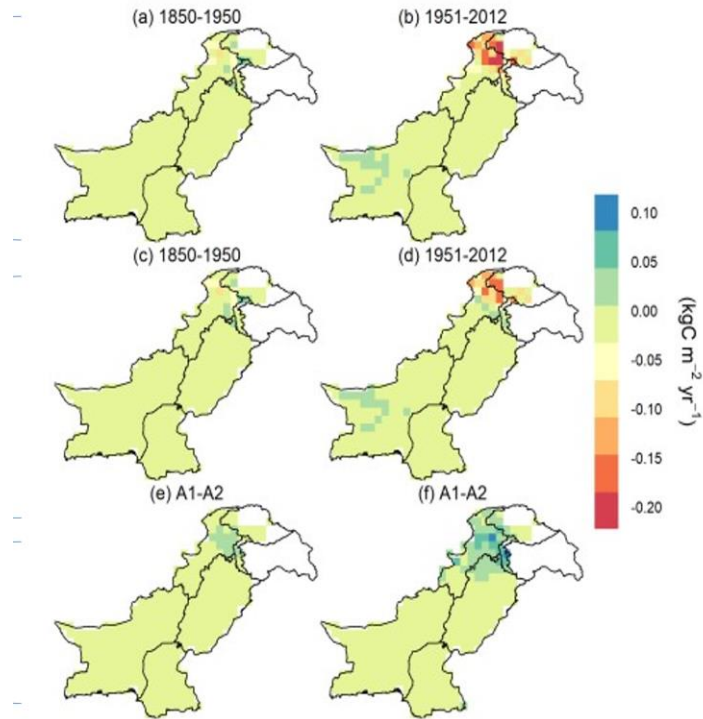 (a) 1850-1950
(b) 1951-2012
(c) 1850-1950
(d) 1951-2012
(e) A1-A2
(f) A1-A2
0.10
0.05
0.00
-0.05
-0.10
-0.15
-0.20
(kgC m⁻² yr⁻¹)